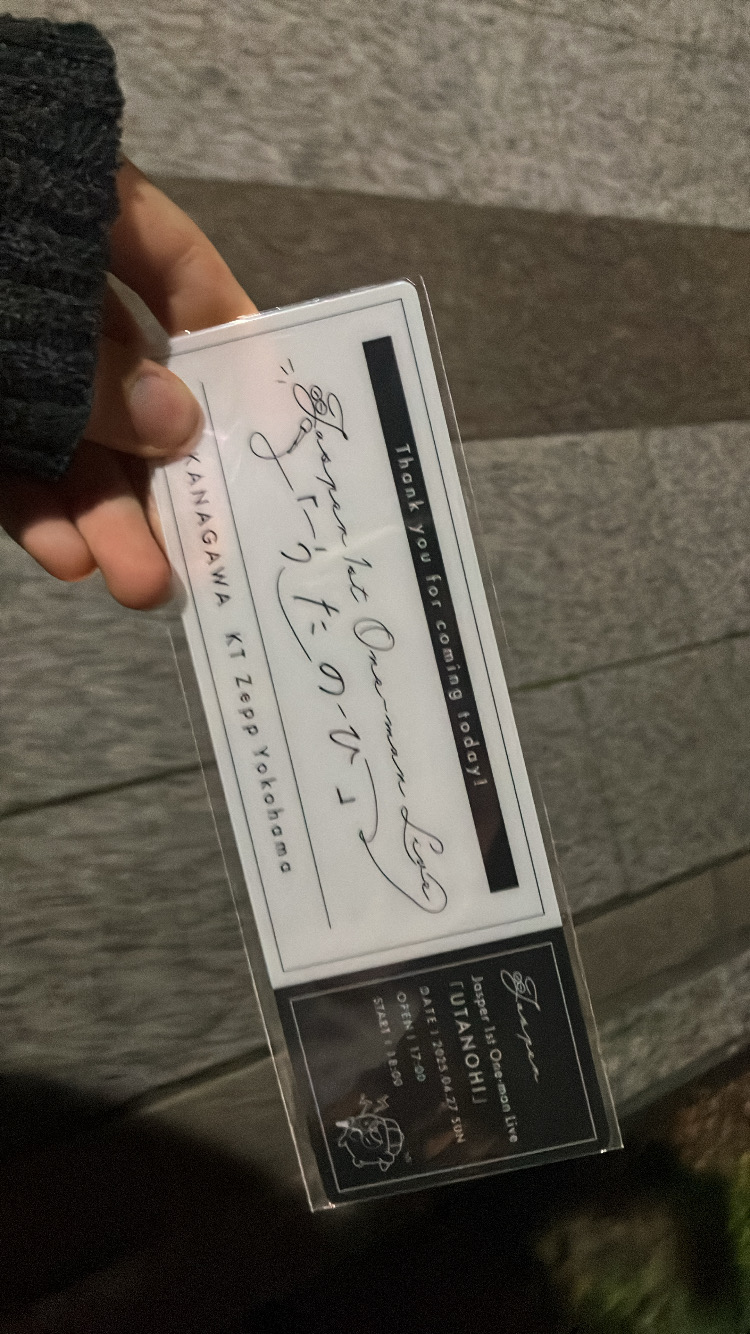 Thank you for coming today!
Jasper 1st One-man Live
「うたのひ」
KANAGAWA KT Zepp Yokohama
Jasper
Jasper 1st One-man Live
「UTANOHI」
DATE | 2025.04.27 SUN
OPEN | 17:00
START | 18:00